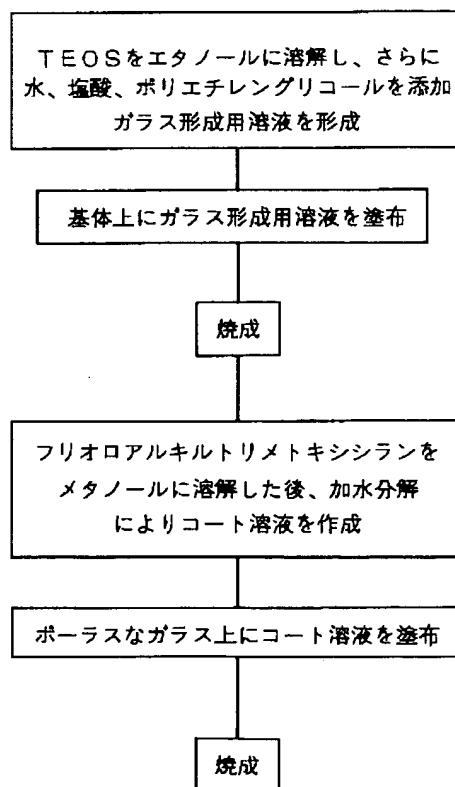 TEOSをエタノールに溶解し、さらに
水、塩酸、ポリエチレングリコールを添加
ガラス形成用溶液を形成
基体上にガラス形成用溶液を塗布
焼成
フリオロアルキルトリメトキシシランを
メタノールに溶解した後、加水分解
によりコート溶液を作成
ポーラスなガラス上にコート溶液を塗布
焼成